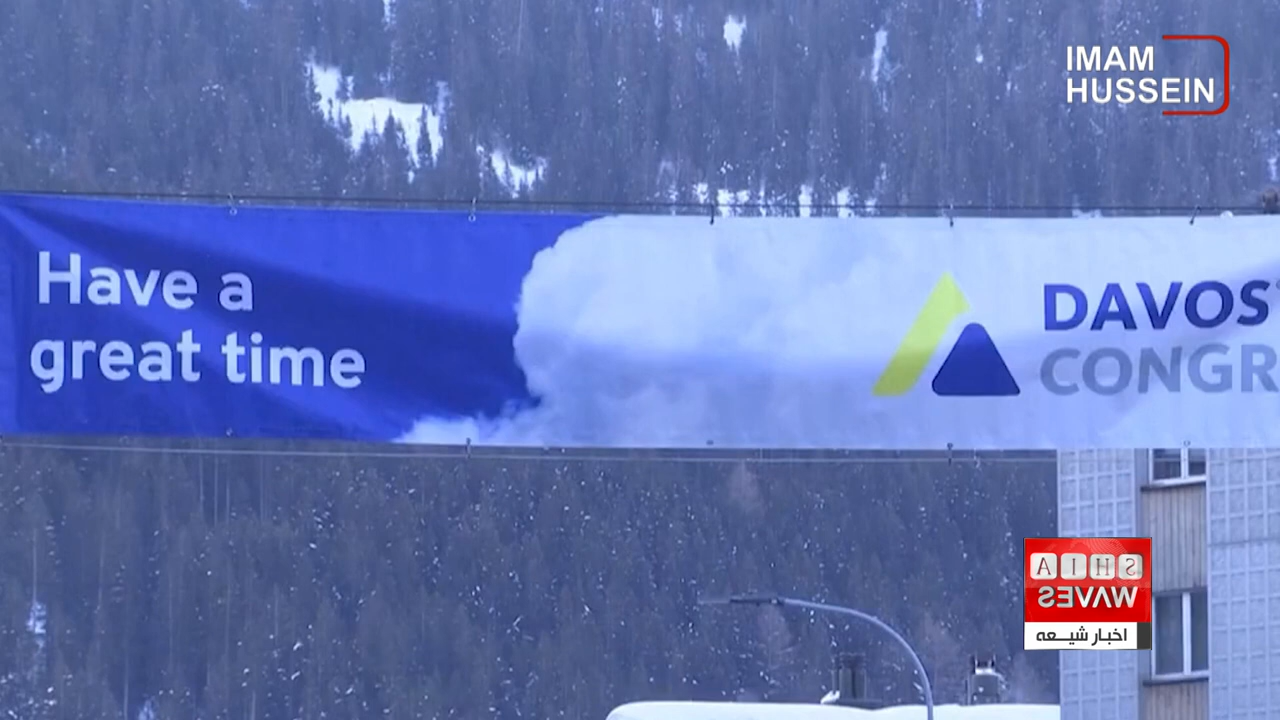 IMAM
HUSSEIN
Have a
great time
DAVOS
CONGR
SHIA
WAVES
اخبار شیعه